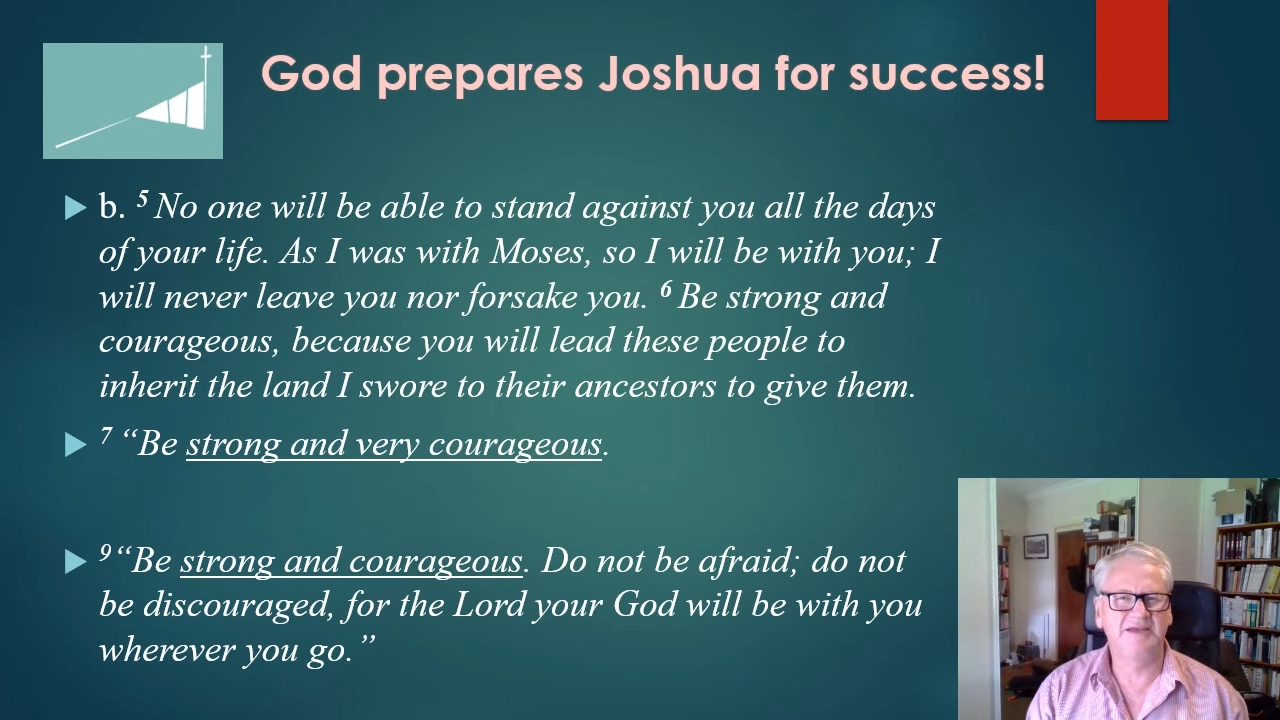 God prepares Joshua for success!
b. 5 No one will be able to stand against you all the days
of your life. As I was with Moses, so I will be with you; I
will never leave you nor forsake you. 6 Be strong and
courageous, because you will lead these people to
inherit the land I swore to their ancestors to give them.
7 “Be strong and very courageous.
9“Be strong and courageous. Do not be afraid; do not
be discouraged, for the Lord your God will be with you
wherever you go.”